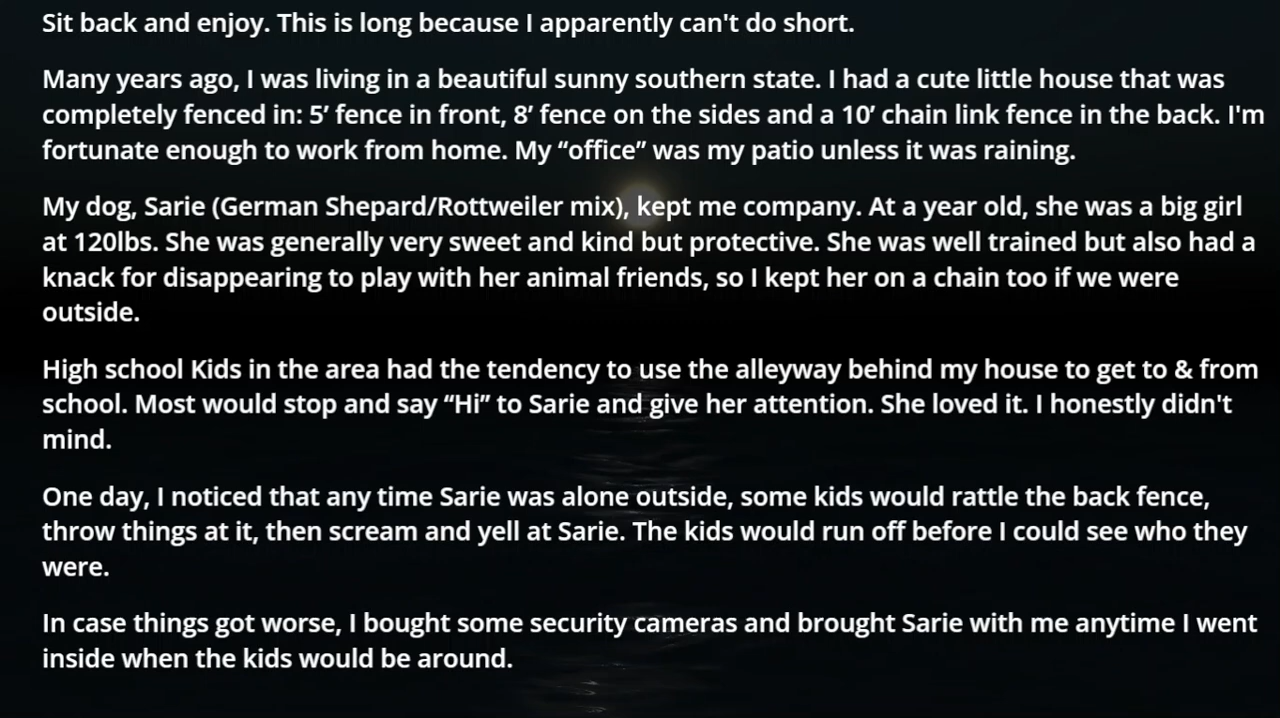 Sit back and enjoy. This is long because I apparently can't do short.
Many years ago, I was living in a beautiful sunny southern state. I had a cute little house that was
completely fenced in: 5’ fence in front, 8’ fence on the sides and a 10’ chain link fence in the back. I'm
fortunate enough to work from home. My “office” was my patio unless it was raining.
My dog, Sarie (German Shepard/Rottweiler mix), kept me company. At a year old, she was a big girl
at 120lbs. She was generally very sweet and kind but protective. She was well trained but also had a
knack for disappearing to play with her animal friends, so I kept her on a chain too if we were
outside.
High school Kids in the area had the tendency to use the alleyway behind my house to get to & from
school. Most would stop and say “Hi” to Sarie and give her attention. She loved it. I honestly didn't
mind.
One day, I noticed that any time Sarie was alone outside, some kids would rattle the back fence,
throw things at it, then scream and yell at Sarie. The kids would run off before I could see who they
were.
In case things got worse, I bought some security cameras and brought Sarie with me anytime I went
inside when the kids would be around.